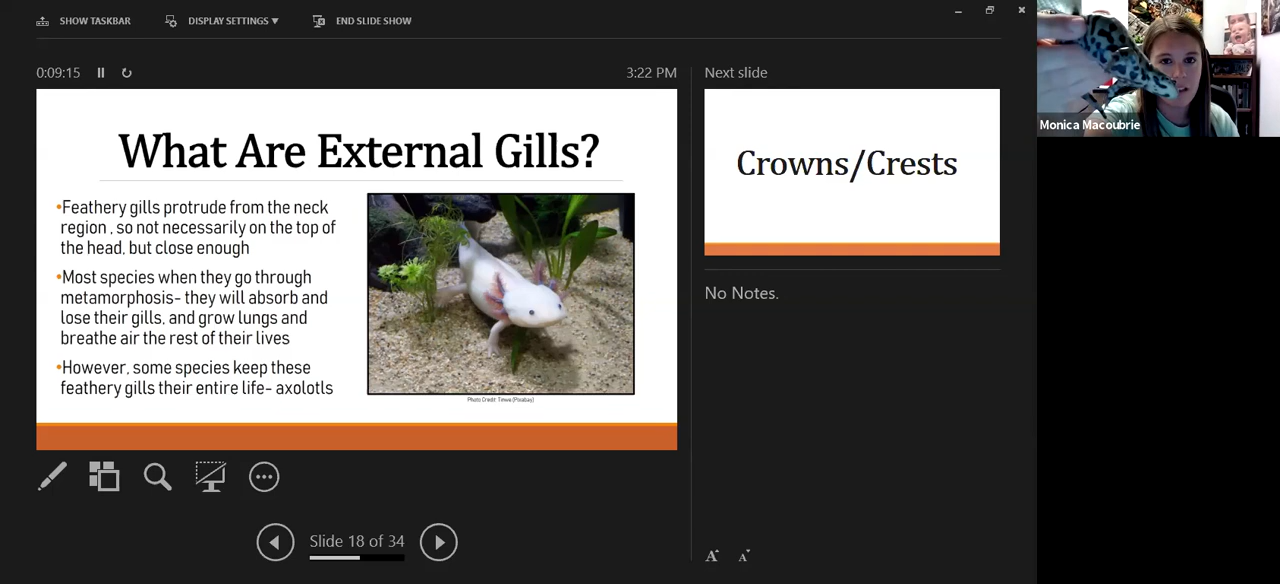 SHOW TASKBAR
DISPLAY SETTINGS ▼
END SLIDE SHOW
0:09:15
3:22 PM
What Are External Gills?
•Feathery gills protrude from the neck
region , so not necessarily on the top of
the head, but close enough
•Most species when they go through
metamorphosis- they will absorb and
lose their gills, and grow lungs and
breathe air the rest of their lives
•However, some species keep these
feathery gills their entire life- axolotls
Photo Credit: Tinwe (Pixabay)
Slide 18 of 34
Next slide
Crowns/Crests
No Notes.
A A
Monica Macoubrie